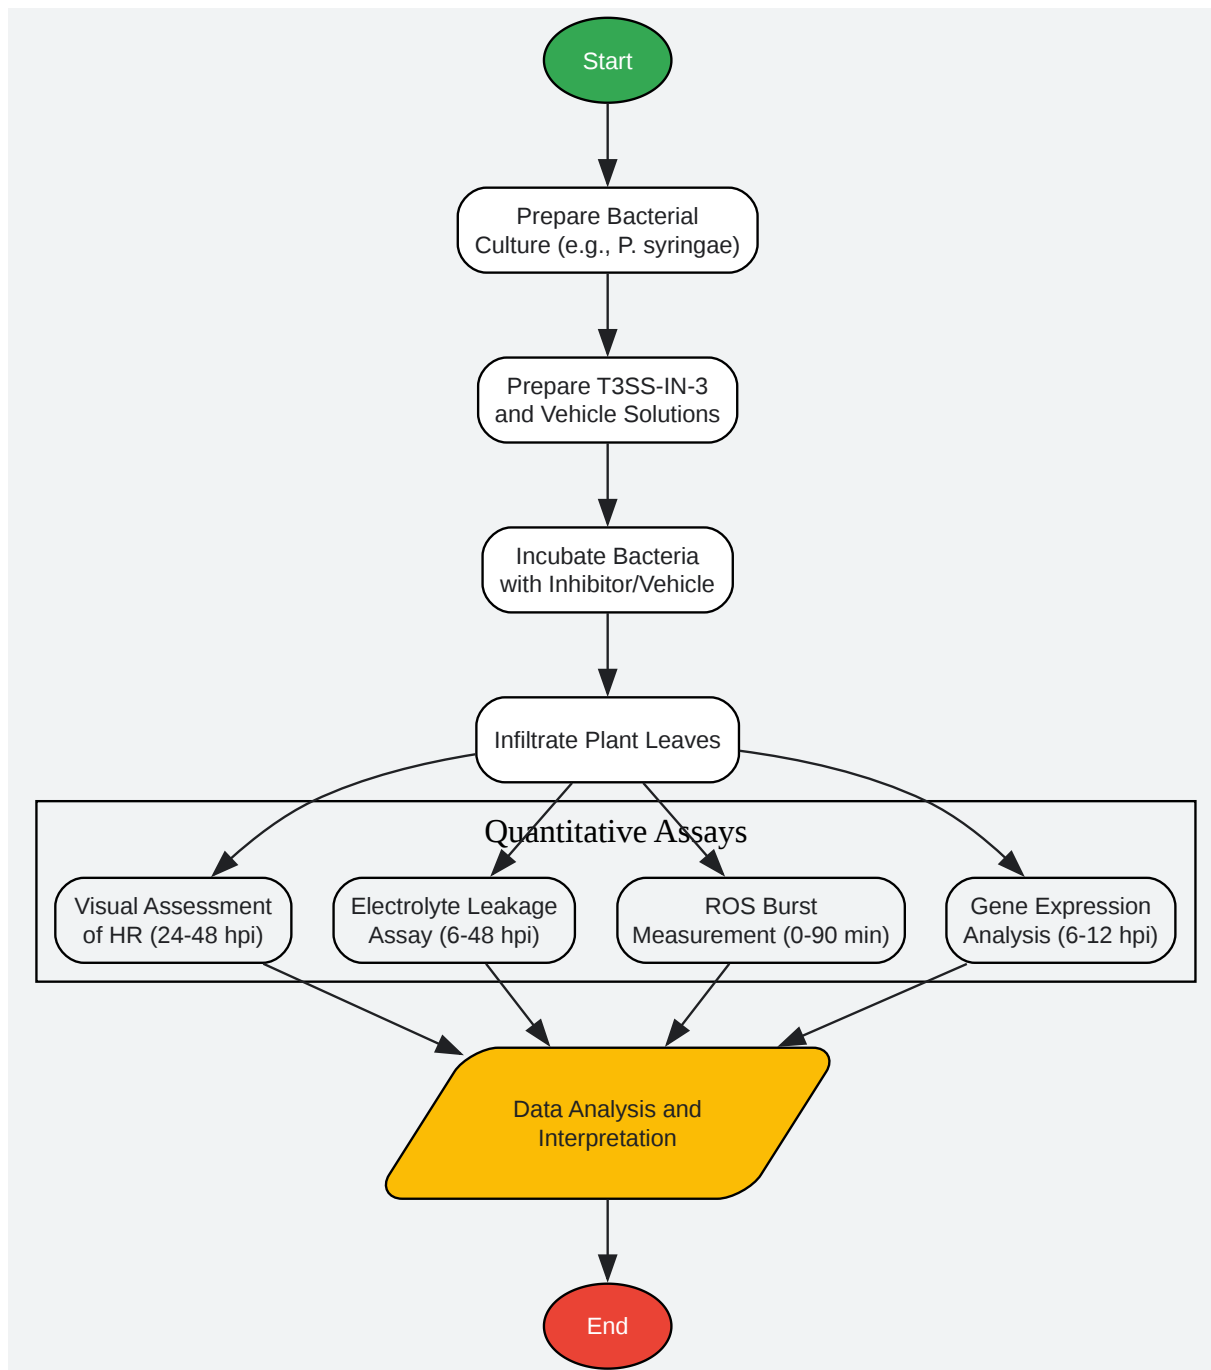 Start
Prepare Bacterial
Culture (e.g., P. syringae)
Prepare T3SS-IN-3
and Vehicle Solutions
Incubate Bacteria
with Inhibitor/Vehicle
Infiltrate Plant Leaves
Quantitative Assays
Visual Assessment
of HR (24-48 hpi)
Electrolyte Leakage
Assay (6-48 hpi)
ROS Burst
Measurement (0-90 min)
Gene Expression
Analysis (6-12 hpi)
Data Analysis and
Interpretation
End